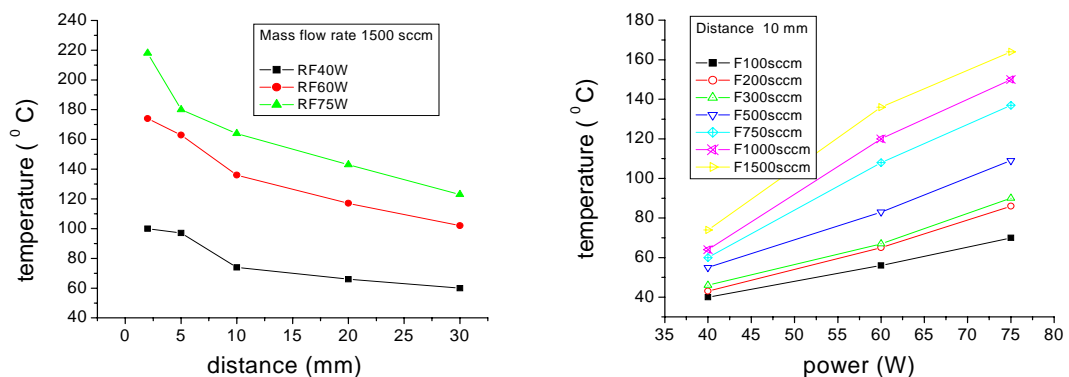 240
220
200
180
160
140
120
100
80
60
40
temperature ( ⁰ C)
Mass flow rate 1500 sccm
RF40W
RF60W
RF75W
0 5 10 15 20 25 30
distance (mm)
180
160
140
120
100
80
60
40
temperature ( ⁰ C)
Distance 10 mm
F100sccm
F200sccm
F300sccm
F500sccm
F750sccm
F1000sccm
F1500sccm
35 40 45 50 55 60 65 70 75 80
power (W)